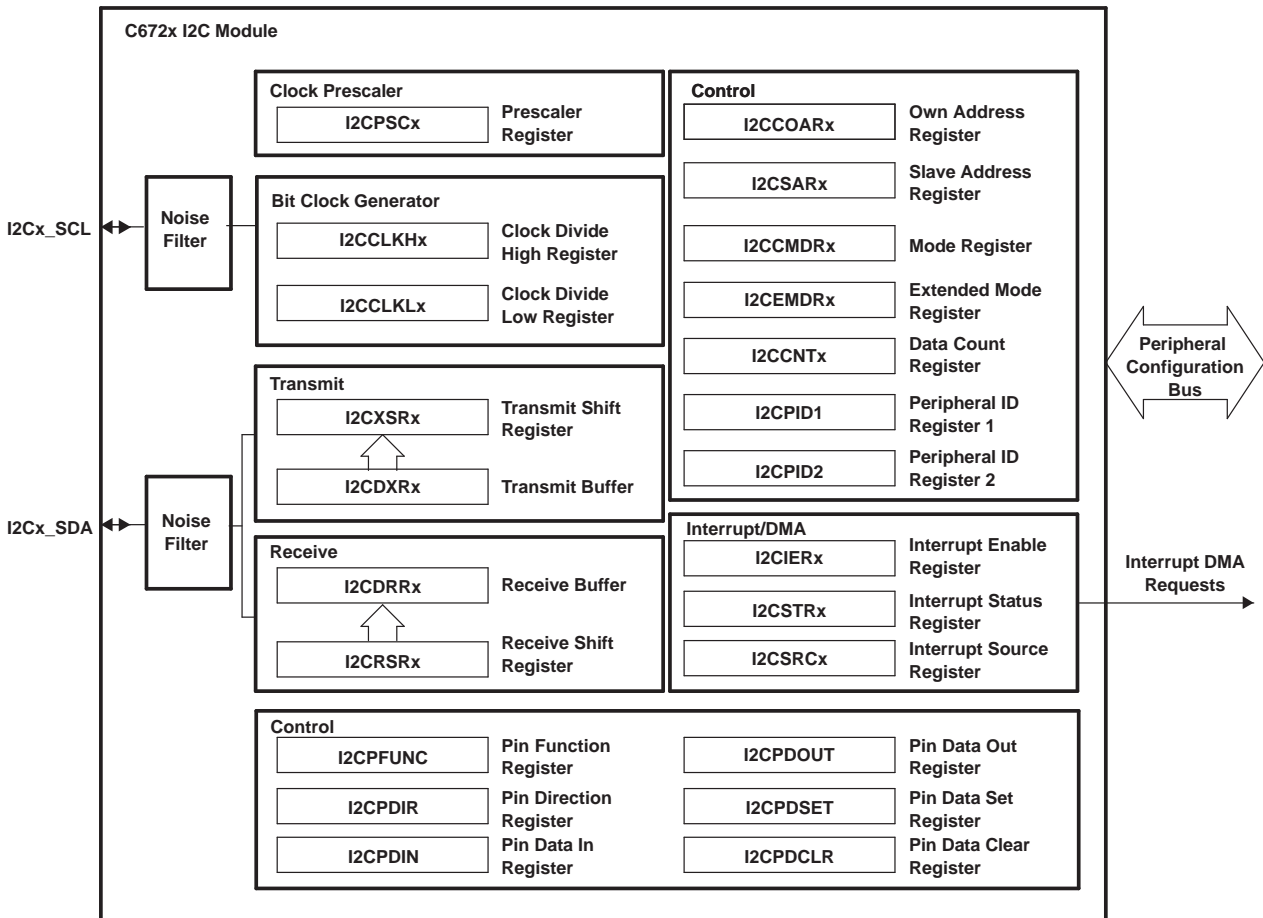 C672x I2C Module
Clock Prescaler
I2CPSCx
Prescaler
Register
Control
I2CCOARx
Own Address
Register
I2CSARx
Slave Address
Register
I2CCMDRx
Mode Register
I2CEMDRx
Extended Mode
Register
I2CCNTx
Data Count
Register
I2CPID1
Peripheral ID
Register 1
I2CPID2
Peripheral ID
Register 2
I2Cx_SCL
Noise
Filter
Bit Clock Generator
I2CCLKHx
Clock Divide
High Register
I2CCLKLx
Clock Divide
Low Register
Peripheral
Configuration
Bus
Transmit
I2CXSRx
Transmit Shift
Register
I2CDXRx
Transmit Buffer
I2Cx_SDA
Noise
Filter
Receive
I2CDRRx
Receive Buffer
I2CRSRx
Receive Shift
Register
Interrupt/DMA
I2CIERx
Interrupt Enable
Register
I2CSTRx
Interrupt Status
Register
I2CSRCx
Interrupt Source
Register
Interrupt DMA
Requests
Control
I2CPFUNC
Pin Function
Register
I2CPDIR
Pin Direction
Register
I2CPDIN
Pin Data In
Register
I2CPDOUT
Pin Data Out
Register
I2CPDSET
Pin Data Set
Register
I2CPDCLR
Pin Data Clear
Register